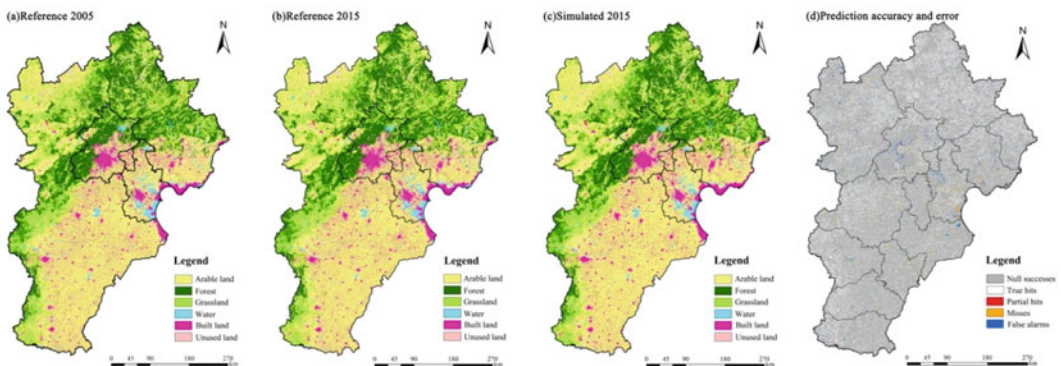 (a)Reference 2005
N
Legend
Arable land
Forest
Grassland
Water
Built land
Unused land
0 45 90 180 270
(b)Reference 2015
N
Legend
Arable land
Forest
Grassland
Water
Built land
Unused land
0 45 90 180 270
(c)Simulated 2015
N
Legend
Arable land
Forest
Grassland
Water
Built land
Unused land
0 45 90 180 270
(d)Prediction accuracy and error
N
Legend
Null successes
True hits
Partial hits
Misses
False alarms
0 45 90 180 270